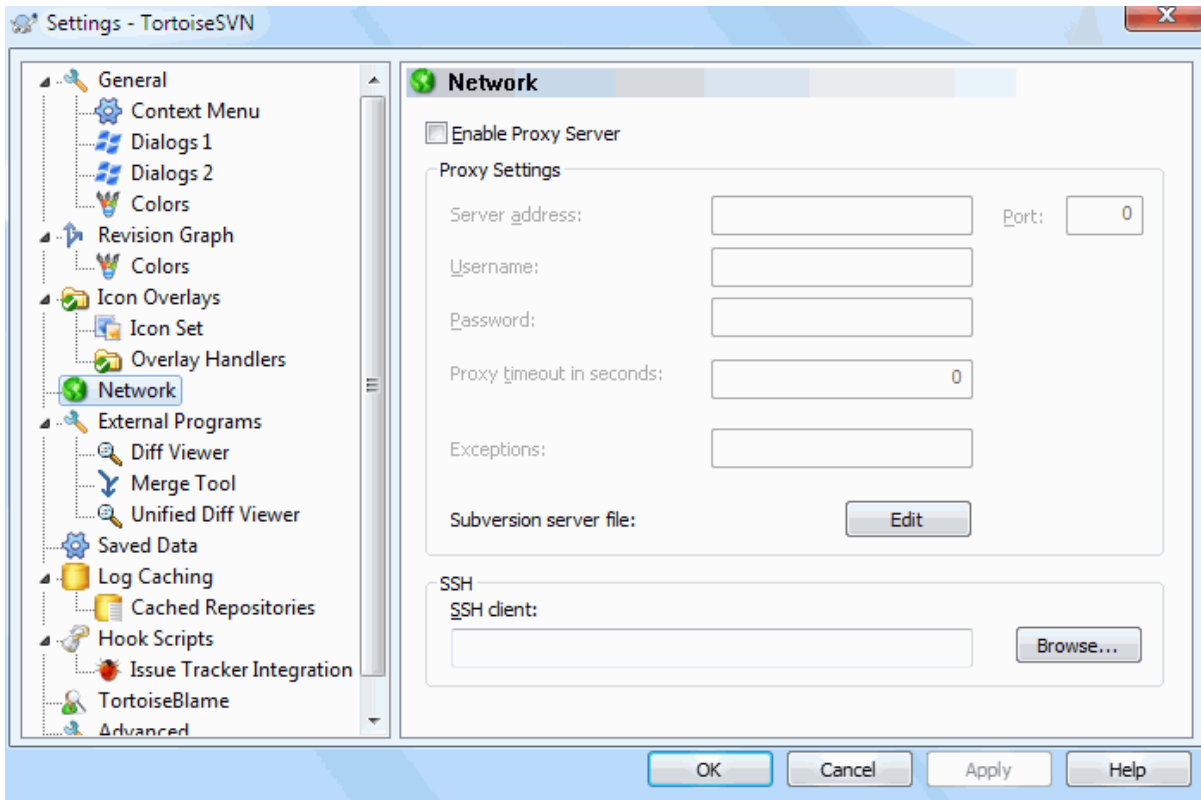 Settings - TortoiseSVN
General
Context Menu
Dialogs 1
Dialogs 2
Colors
Revision Graph
Colors
Icon Overlays
Icon Set
Overlay Handlers
Network
External Programs
Diff Viewer
Merge Tool
Unified Diff Viewer
Saved Data
Log Caching
Cached Repositories
Hook Scripts
Issue Tracker Integration
TortoiseBlame
Advanced
Network
Enable Proxy Server
Proxy Settings
Server address: Port: 0
Username:
Password:
Proxy timeout in seconds: 0
Exceptions:
Subversion server file: Edit
SSH
SSH client:
Browse...
OK Cancel Apply Help